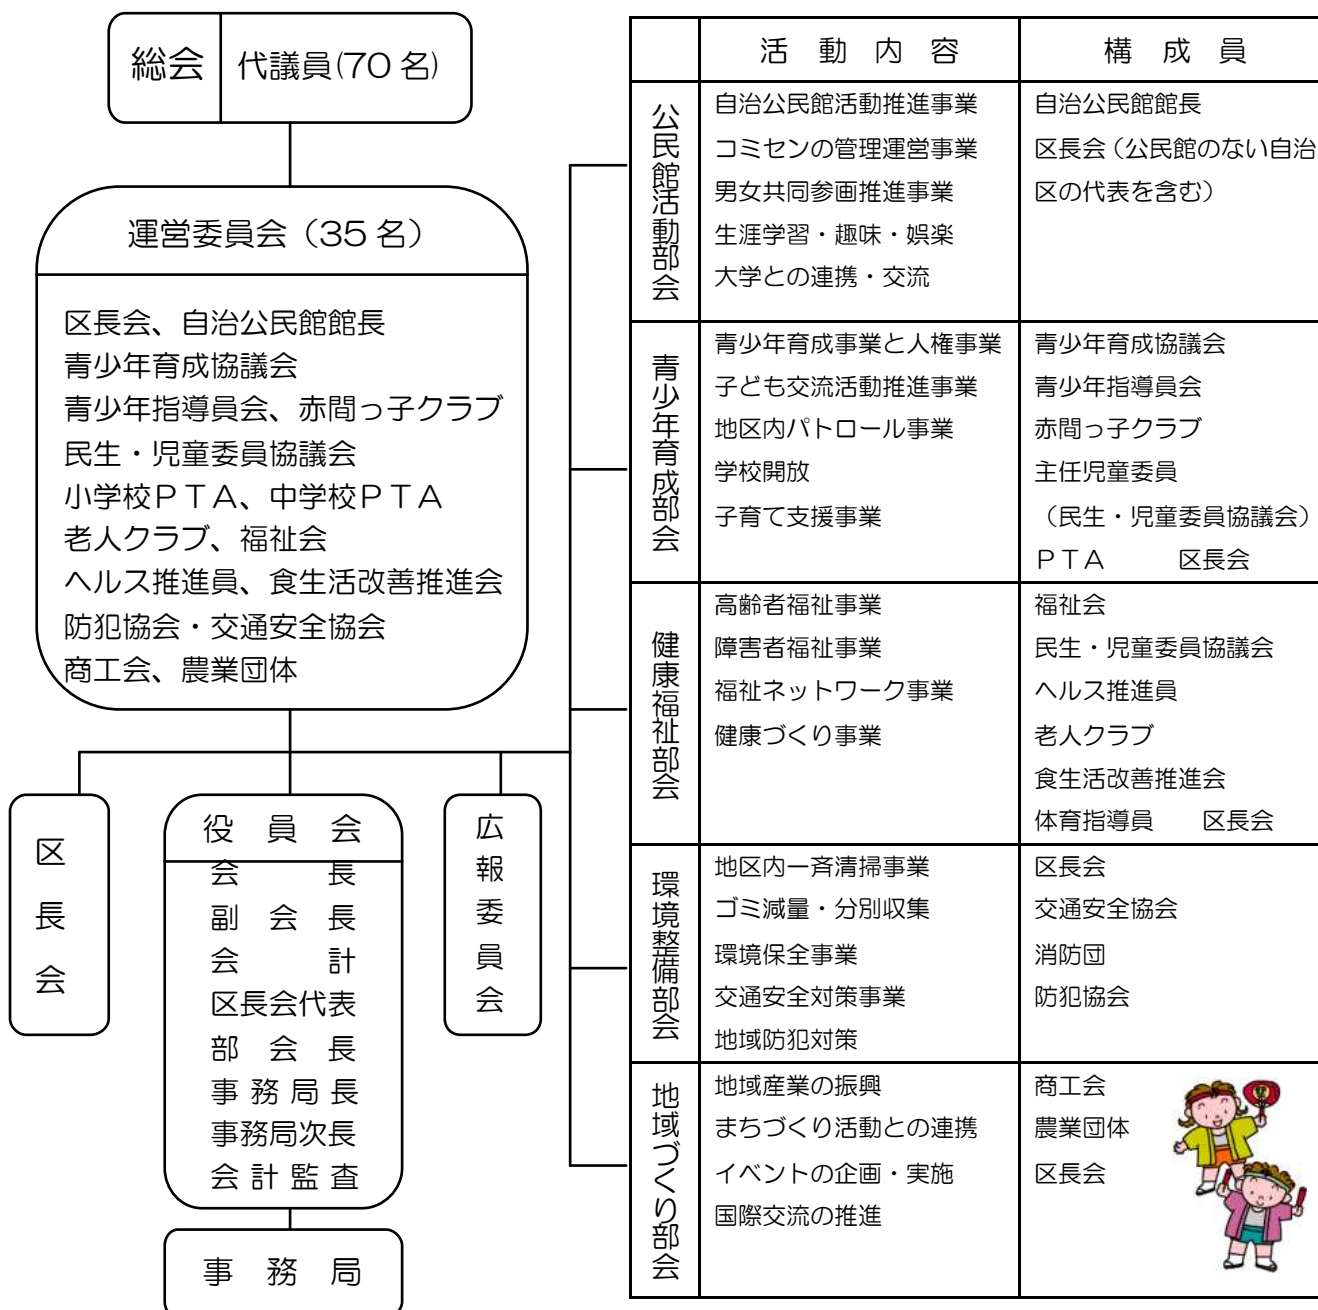 総会 代議員(70名)
運営委員会（35名）
区長会、自治公民館館長
青少年育成協議会
青少年指導員会、赤間っ子クラブ
民生・児童委員協議会
小学校ＰＴＡ、中学校ＰＴＡ
老人クラブ、福祉会
ヘルス推進員、食生活改善推進会
防犯協会・交通安全協会
商工会、農業団体
区長会
役員会
会長
副会長
会計
区長会代表
部会長
事務局長
事務局次長
会計監査
事務局
広報委員会
活動内容 構成員
公民館活動部会
自治公民館活動推進事業
コミセンの管理運営事業
男女共同参画推進事業
生涯学習・趣味・娯楽
大学との連携・交流
自治公民館館長
区長会（公民館のない自治
区の代表を含む）
青少年育成部会
青少年育成事業と人権事業
子ども交流活動推進事業
地区内パトロール事業
学校開放
子育て支援事業
青少年育成協議会
青少年指導員会
赤間っ子クラブ
主任児童委員
（民生・児童委員協議会）
ＰＴＡ 区長会
健康福祉部会
高齢者福祉事業
障害者福祉事業
福祉ネットワーク事業
健康づくり事業
福祉会
民生・児童委員協議会
ヘルス推進員
老人クラブ
食生活改善推進会
体育指導員 区長会
環境整備部会
地区内一斉清掃事業
ゴミ減量・分別収集
環境保全事業
交通安全対策事業
地域防犯対策
区長会
交通安全協会
消防団
防犯協会
地域づくり部会
地域産業の振興
まちづくり活動との連携
イベントの企画・実施
国際交流の推進
商工会
農業団体
区長会